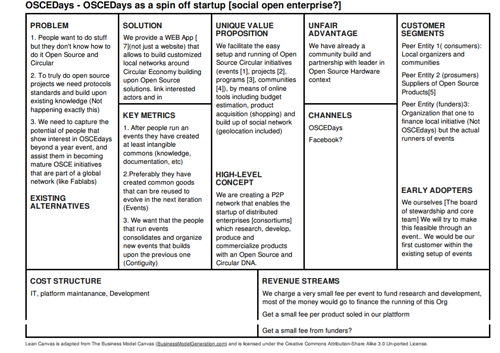 OSCEDays - OSCEDays as a spin off startup [social open enterprise?]
PROBLEM
1. People want to do stuff
but they don't know how to
do it Open Source and
Circular
2. To truly do open source
projects we need protocols
standards and build upon
existing knowledge (Not
happening exactly this)
3. We need to capture the
potential of people that
show interest in OSCEdays
beyond a year event, and
assist them in becoming
mature OSCE initiatives
that are part of a global
network (like Fablabs)
EXISTING
ALTERNATIVES
SOLUTION
We provide a WEB App [
7](not just a website) that
allows to build customized
local networks around
Circular Economy building
upon Open Source
solutions. link interested
actors and in
KEY METRICS
1. After people run an
events they have created
at least intangible
commons (knowledge,
documentation, etc)
2.Preferably they have
created common goods
that can bre reused to
evolve in the next iteration
(Events)
3. We want that the people
that run events
consolidates and organize
new events that builds
upon the previous one
(Contiguity)
UNIQUE VALUE
PROPOSITION
We facilitate the easy
setup and running of Open
Source Circular initiatives
(events [1], projects [2],
programs [3], communities
[4]), by means of online
tools including budget
estimation, product
acquisition (shopping) and
build up of social network
(geolocation included)
HIGH-LEVEL
CONCEPT
We are creating a P2P
network that enables the
startup of distributed
enterprises [consortiums]
which research, develop,
produce and
commercialize products
with an Open Source and
Circular DNA.
UNFAIR
ADVANTAGE
We have already a
community build and
partnership with leader in
Open Source Hardware
context
CHANNELS
OSCEDays
Facebook?
CUSTOMER
SEGMENTS
Peer Entity 1( consumers):
Local organizers and
communities
Peer Entity 2 (prosumers)
Suppliers of Open Source
Products[5]
Peer Entity (funders)3:
Organization that one to
finance local initiative (Not
OSCEdays) but the actual
runners of events
EARLY ADOPTERS
We ourselves [The board
of stewardship and core
team] We will try to make
this feasible through an
event.. We would be our
first customer within the
existing setup of events
COST STRUCTURE
IT, platform maintanance, Development
REVENUE STREAMS
We charge a very small fee per event to fund research and development,
most of the money would go to finance the running of this Org
Get a small fee per product soled in our plattform
Get a small fee from funders?
Lean Canvas is adapted from The Business Model Canvas (BusinessModelGeneration.com) and is licensed under the Creative Commons Attribution-Share Alike 3.0 Un-ported License.